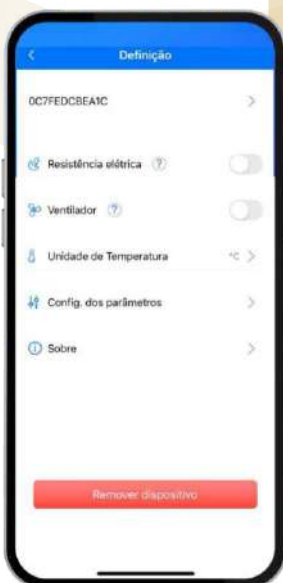 Definição
0C7FEDCBEA1C
Resistência elétrica ?
Ventilador ?
Unidade de Temperatura °C
Config. dos parâmetros
Sobre
Remover dispositivo